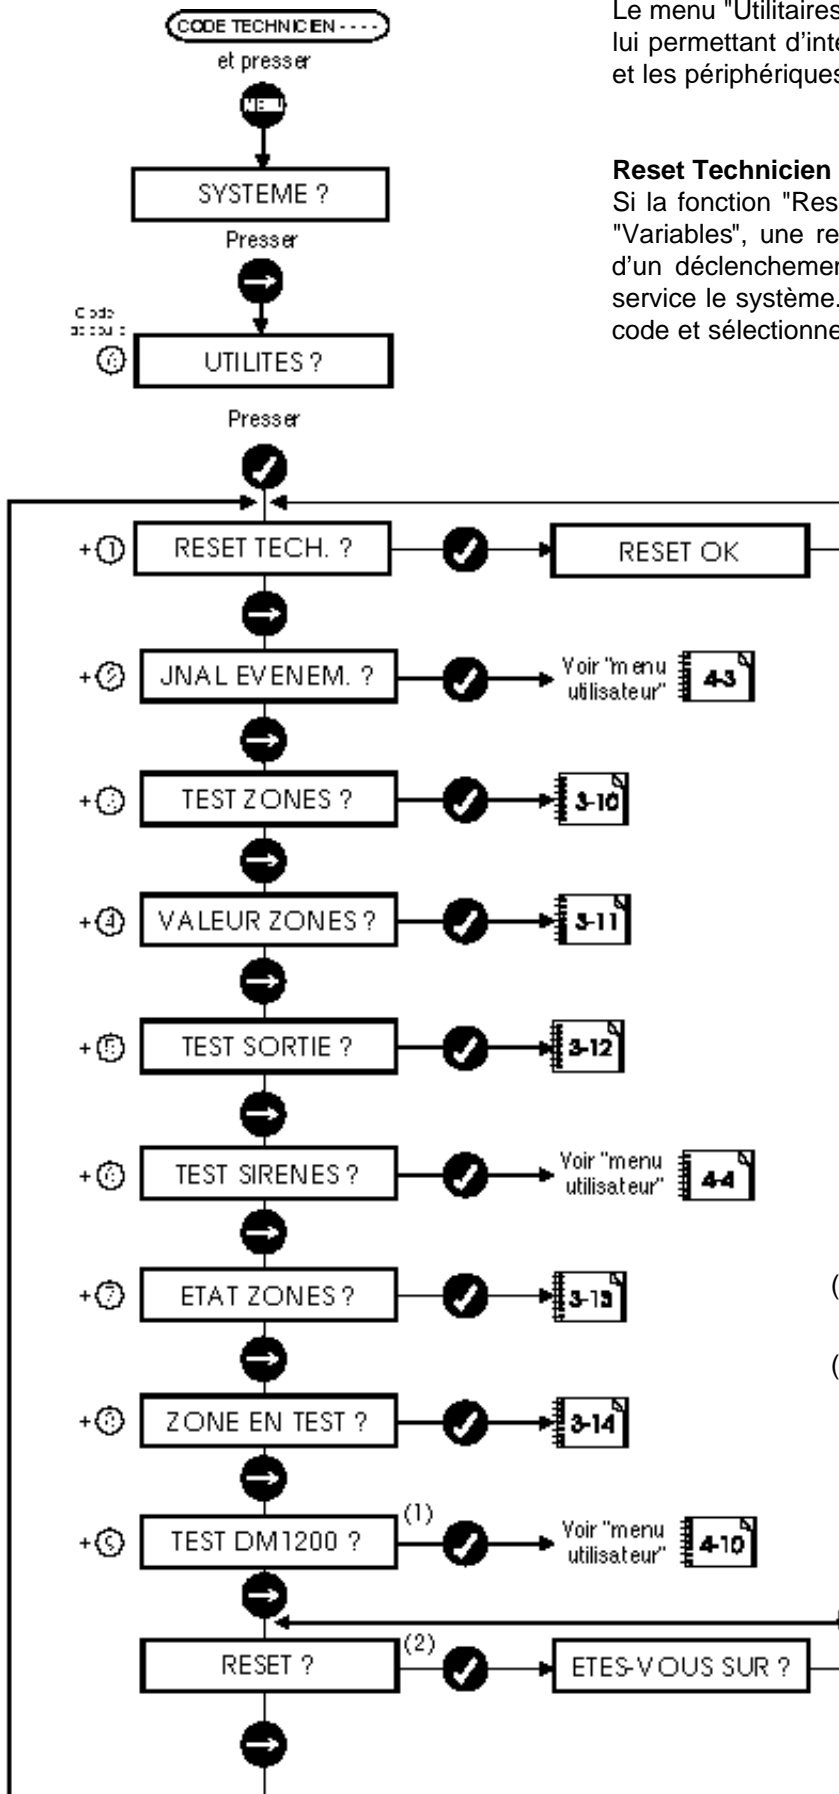 CODE TECHNICIEN - - - -
et presser
MENU
SYSTEME ?
Presser
Code
6
UTILITES ?
Presser
Le menu "Utilitaires
lui permettant d'inte
et les périphériques
Reset Technicien
Si la fonction "Res
"Variables", une re
d'un déclenchemer
service le système.
code et sélectionne
+1 RESET TECH. ? RESET OK
+2 JNAL EVENEM. ? Voir "menu utilisateur" 4-3
+3 TEST ZONES ? 3-10
+4 VALEUR ZONES ? 3-11
+5 TEST SORTIE ? 3-12
+6 TEST SIRENES ? Voir "menu utilisateur" 4-4
+7 ETAT ZONES ? 3-13
(
(
+8 ZONE EN TEST ? 3-14
+9 TEST DM1200 ? (1) Voir "menu utilisateur" 4-10
RESET ? (2) ETES-VOUS SUR ?